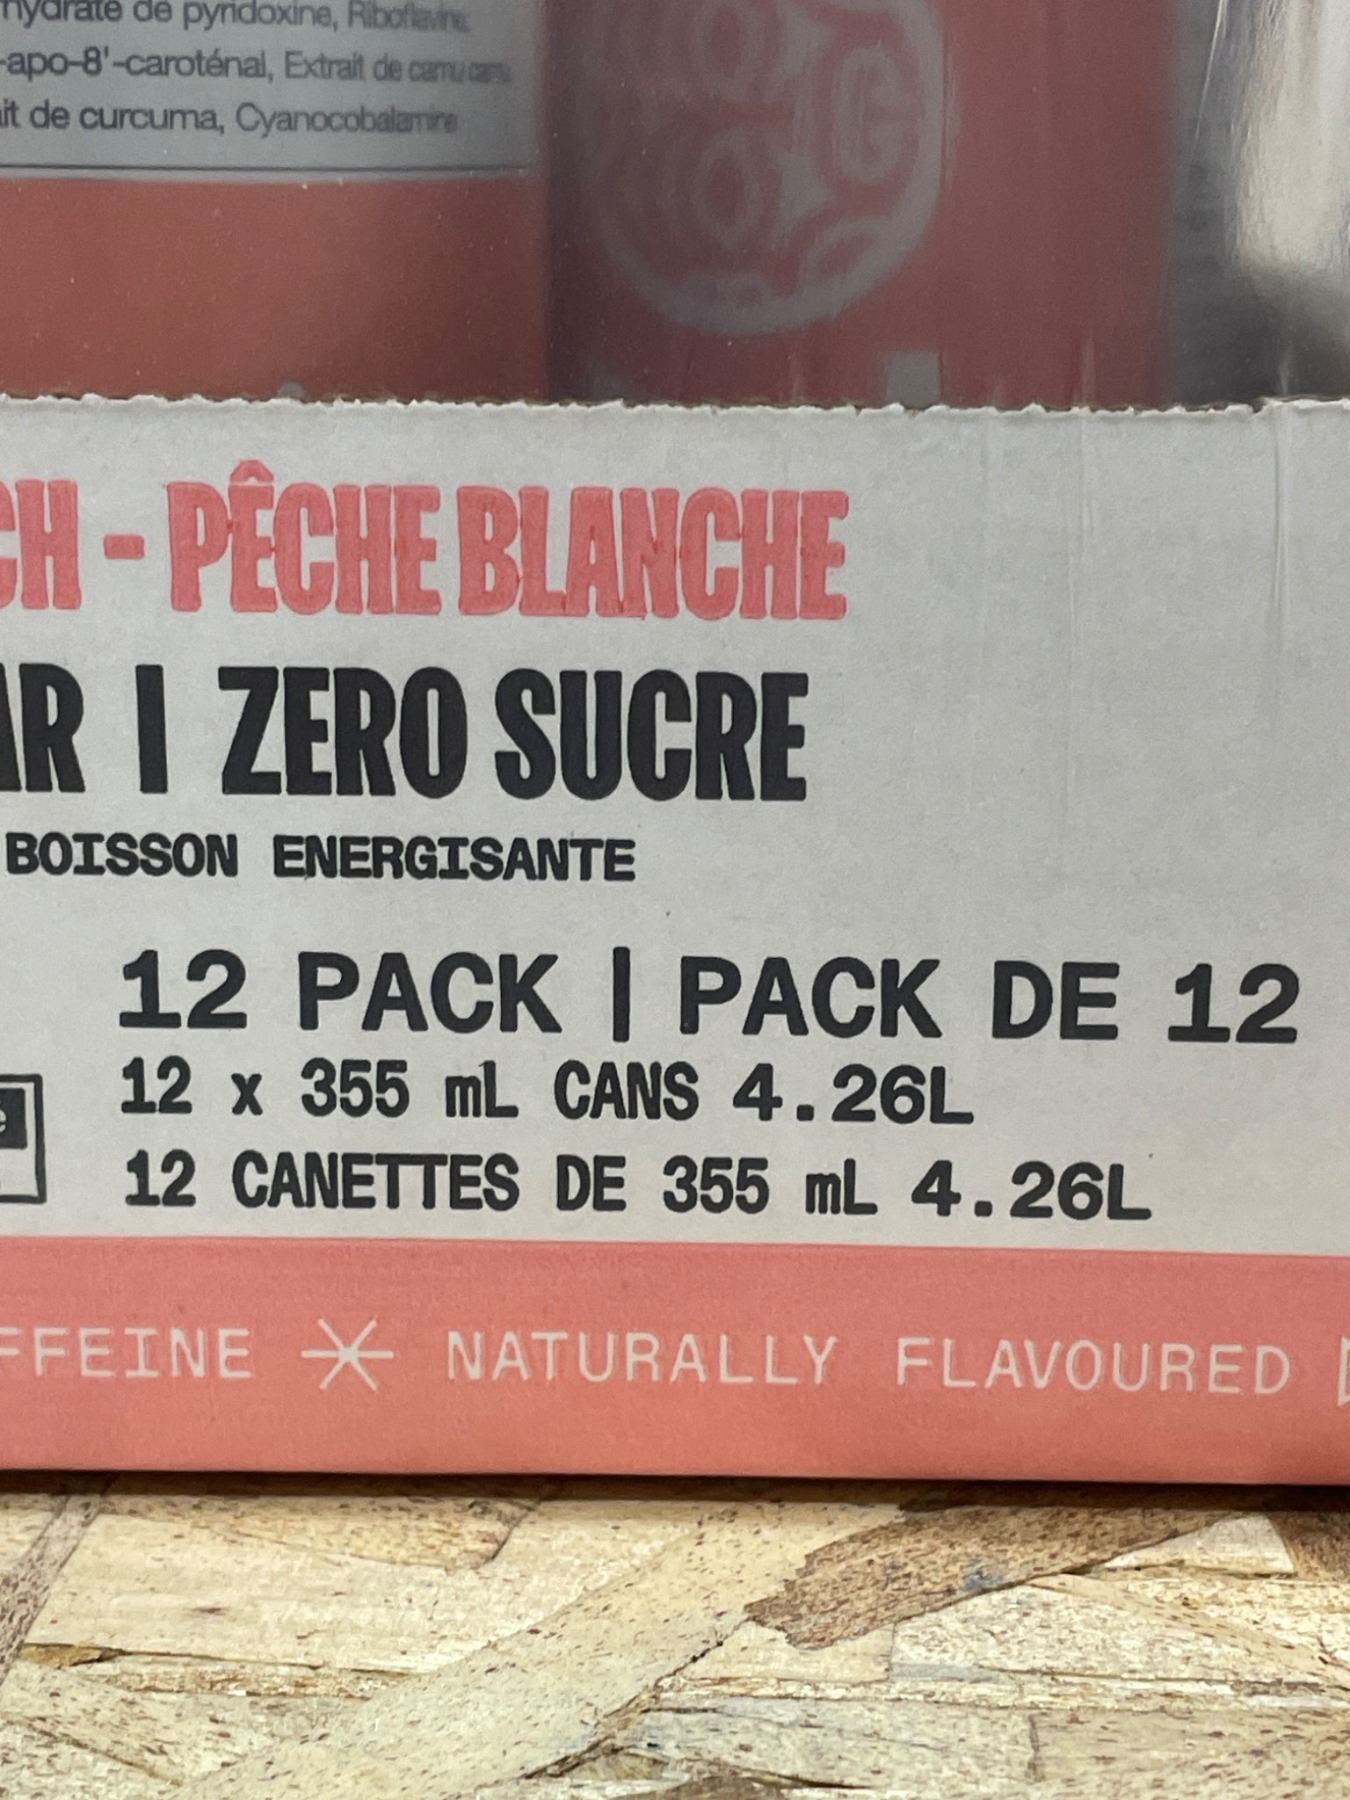 hydrate de pyridoxine, Riboflavine,
-apo-8'-caroténal, Extrait de camu camu
it de curcuma, Cyanocobalamine
CH - PÊCHE BLANCHE
AR | ZERO SUCRE
BOISSON ENERGISANTE
12 PACK | PACK DE 12
12 x 355 mL CANS 4.26L
12 CANETTES DE 355 mL 4.26L
FFEINE * NATURALLY FLAVOURED